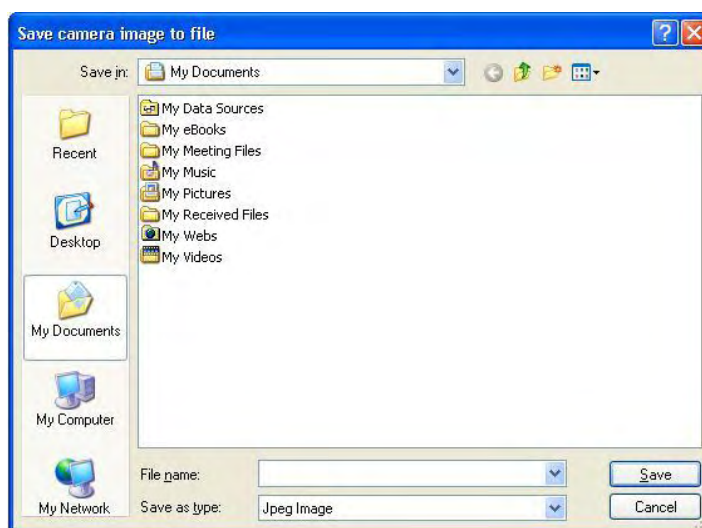 Save camera image to file
Save in: My Documents
My Data Sources
My eBooks
My Meeting Files
My Music
My Pictures
My Received Files
My Webs
My Videos
Recent
Desktop
My Documents
My Computer
My Network
File name:
Save
Save as type: Jpeg Image
Cancel